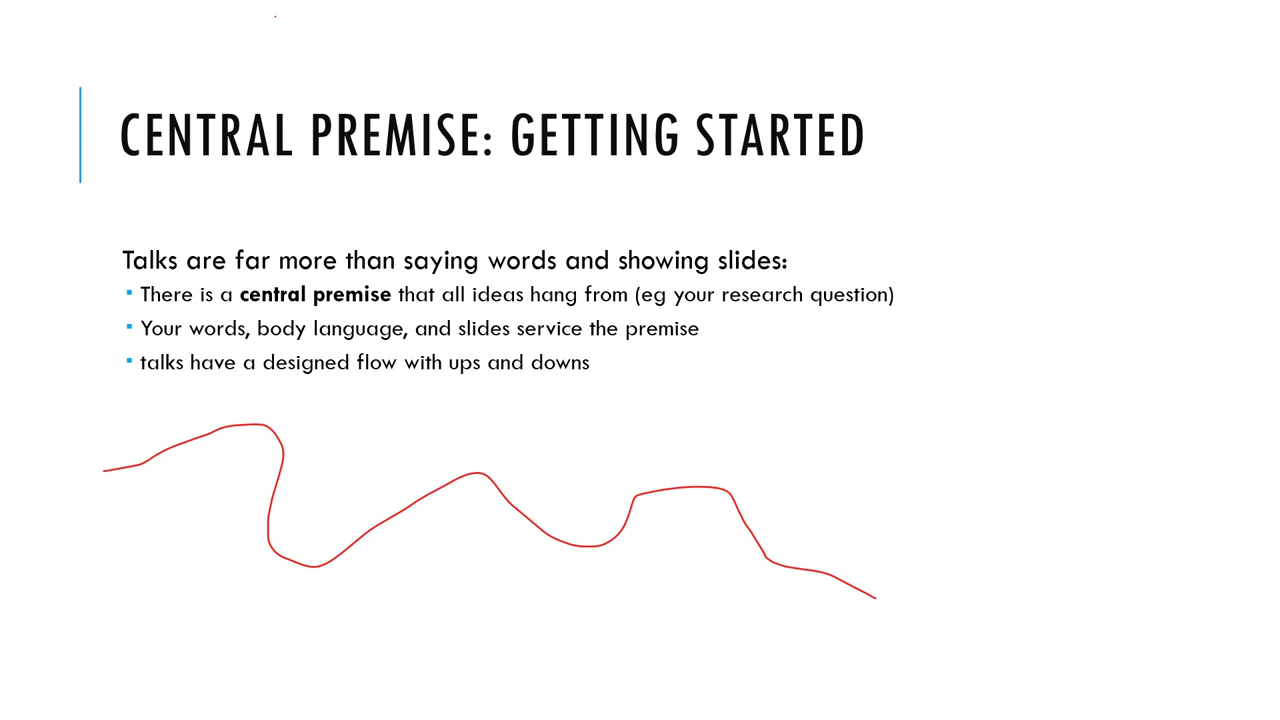 CENTRAL PREMISE: GETTING STARTED
Talks are far more than saying words and showing slides:
▪ There is a central premise that all ideas hang from (eg your research question)
▪ Your words, body language, and slides service the premise
▪ talks have a designed flow with ups and downs